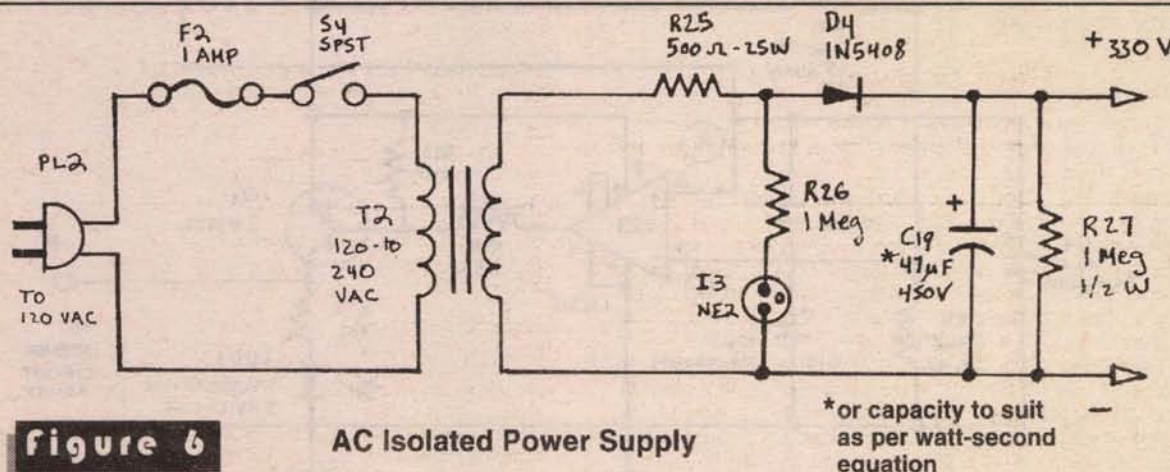 F2
1 AMP
S4
SPST
R25
500 Ω - 25W
D4
1N5408
+ 330 V
PL2
TO
120 VAC
T2
120-to
240
VAC
R26
1 Meg
I3
NE2
+
C19
*47µF
450V
R27
1 Meg
1/2 W
*or capacity to suit
as per watt-second
equation
–
Figure 6
AC Isolated Power Supply